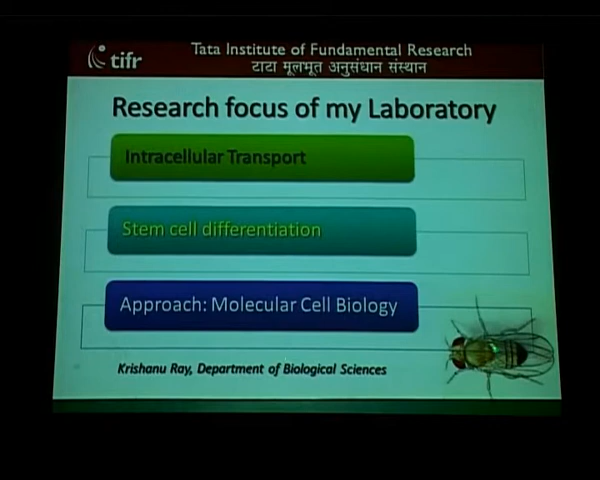 tifr
Tata Institute of Fundamental Research
टाटा मूलभूत अनुसंधान संस्थान
Research focus of my Laboratory
Intracellular Transport
Stem cell differentiation
Approach: Molecular Cell Biology
Krishanu Ray, Department of Biological Sciences